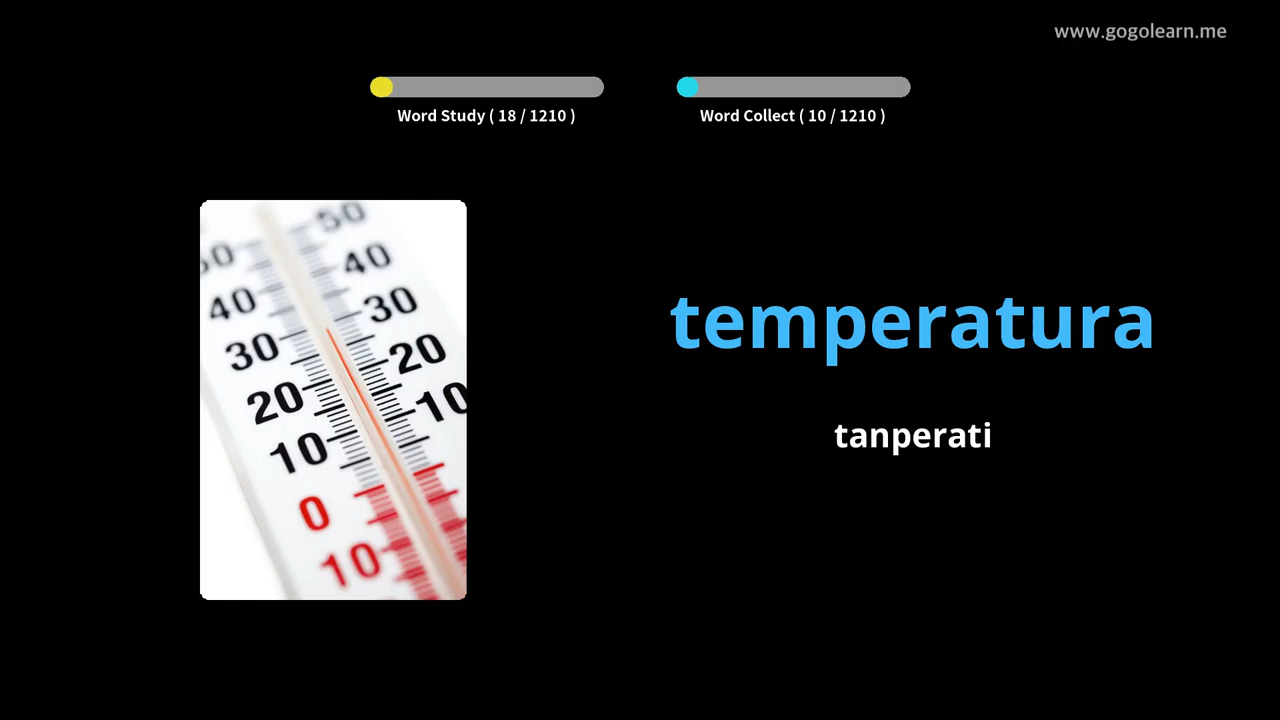 www.gogolearn.me
Word Study ( 18 / 1210 )
Word Collect ( 10 / 1210 )
50
50
40
40
30
30
20
20
10
10
0
10
temperatura
tanperati